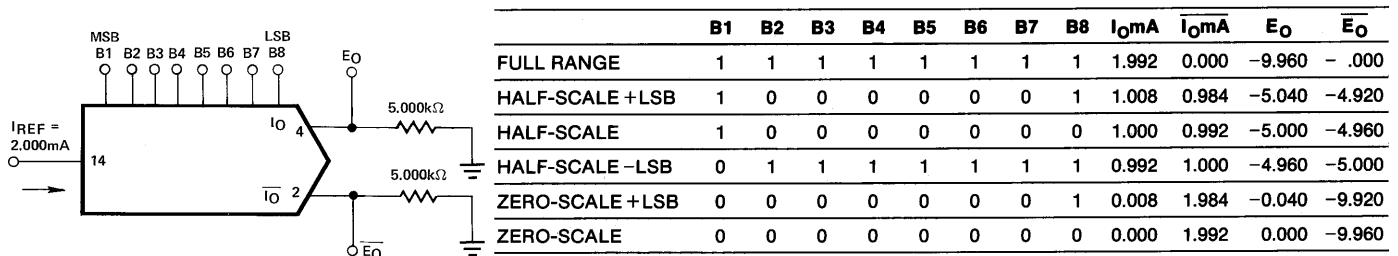 MSB LSB
B1 B2 B3 B4 B5 B6 B7 B8 EO
IO 4 5.000kΩ
IREF =
2.000mA
14
5.000kΩ
I̅O̅ 2
E̅O̅
B1 B2 B3 B4 B5 B6 B7 B8 IOmA I̅O̅m̅A̅ EO E̅O̅
FULL RANGE 1 1 1 1 1 1 1 1 1.992 0.000 −9.960 − .000
HALF-SCALE +LSB 1 0 0 0 0 0 0 1 1.008 0.984 −5.040 −4.920
HALF-SCALE 1 0 0 0 0 0 0 0 1.000 0.992 −5.000 −4.960
HALF-SCALE −LSB 0 1 1 1 1 1 1 1 0.992 1.000 −4.960 −5.000
ZERO-SCALE +LSB 0 0 0 0 0 0 0 1 0.008 1.984 −0.040 −9.920
ZERO-SCALE 0 0 0 0 0 0 0 0 0.000 1.992 0.000 −9.960